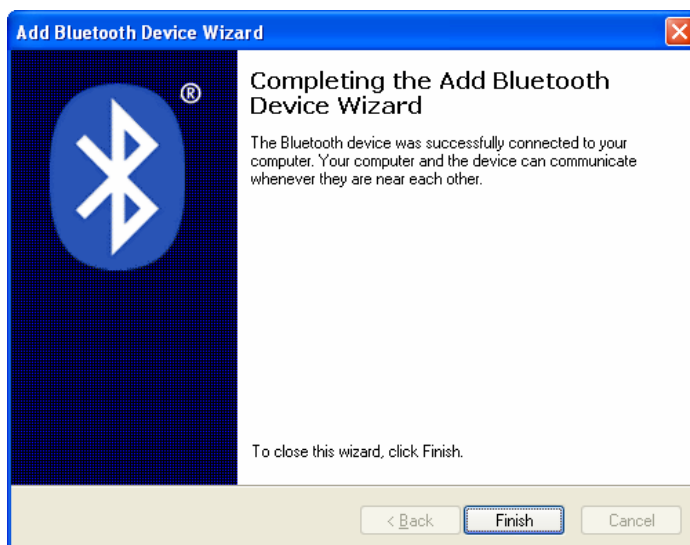 Add Bluetooth Device Wizard
®
Completing the Add Bluetooth
Device Wizard
The Bluetooth device was successfully connected to your
computer. Your computer and the device can communicate
whenever they are near each other.
To close this wizard, click Finish.
< Back
Finish
Cancel